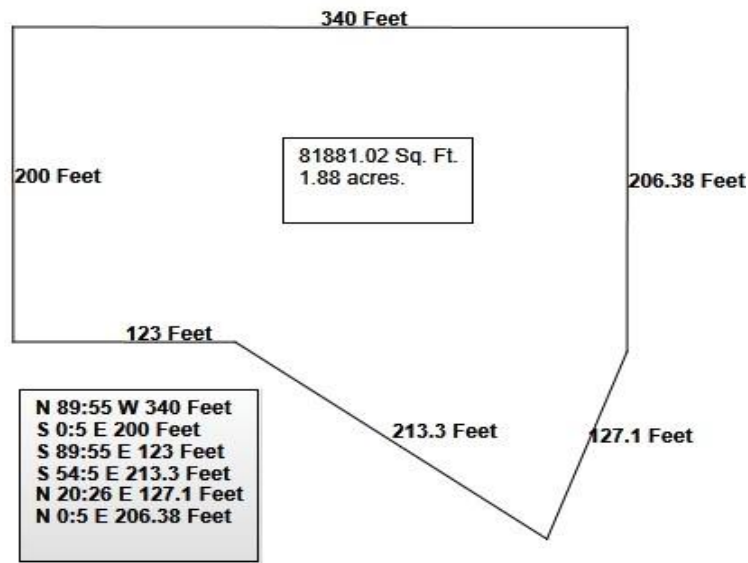 340 Feet
81881.02 Sq. Ft.
1.88 acres.
200 Feet
206.38 Feet
123 Feet
213.3 Feet
127.1 Feet
N 89:55 W 340 Feet
S 0:5 E 200 Feet
S 89:55 E 123 Feet
S 54:5 E 213.3 Feet
N 20:26 E 127.1 Feet
N 0:5 E 206.38 Feet